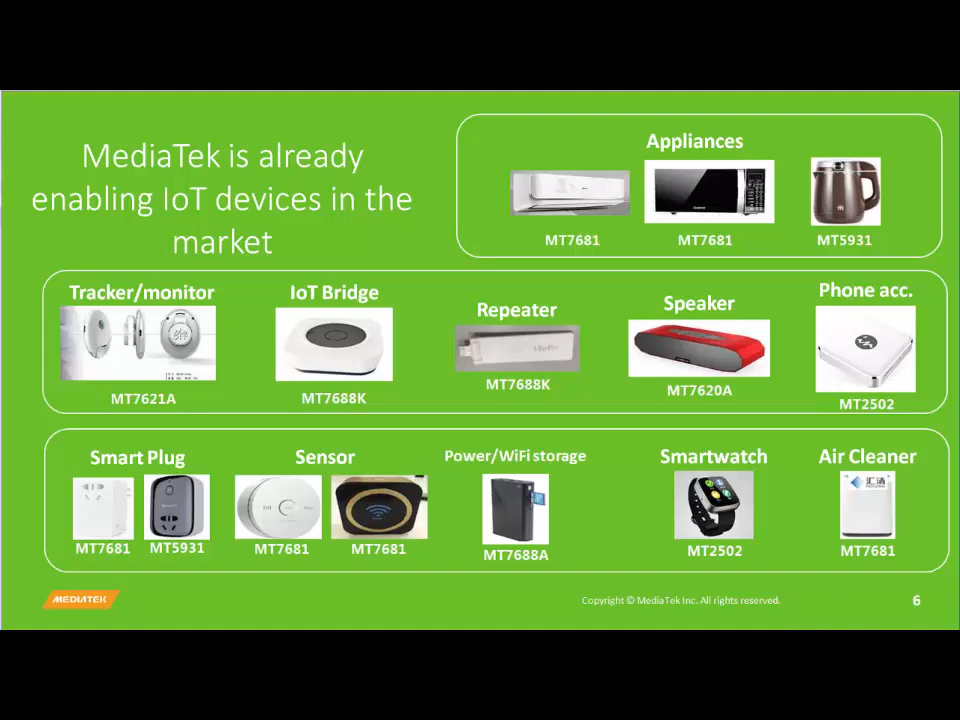 MediaTek is already
enabling IoT devices in the
market
Appliances
MT7681
MT7681
MT5931
Tracker/monitor
MT7621A
IoT Bridge
MT7688K
Repeater
MT7688K
Speaker
MT7620A
Phone acc.
MT2502
Smart Plug
MT7681
MT5931
Sensor
MT7681
MT7681
Power/WiFi storage
MT7688A
Smartwatch
MT2502
Air Cleaner
汇清
MT7681
MEDIATEK
Copyright © MediaTek Inc. All rights reserved.
6